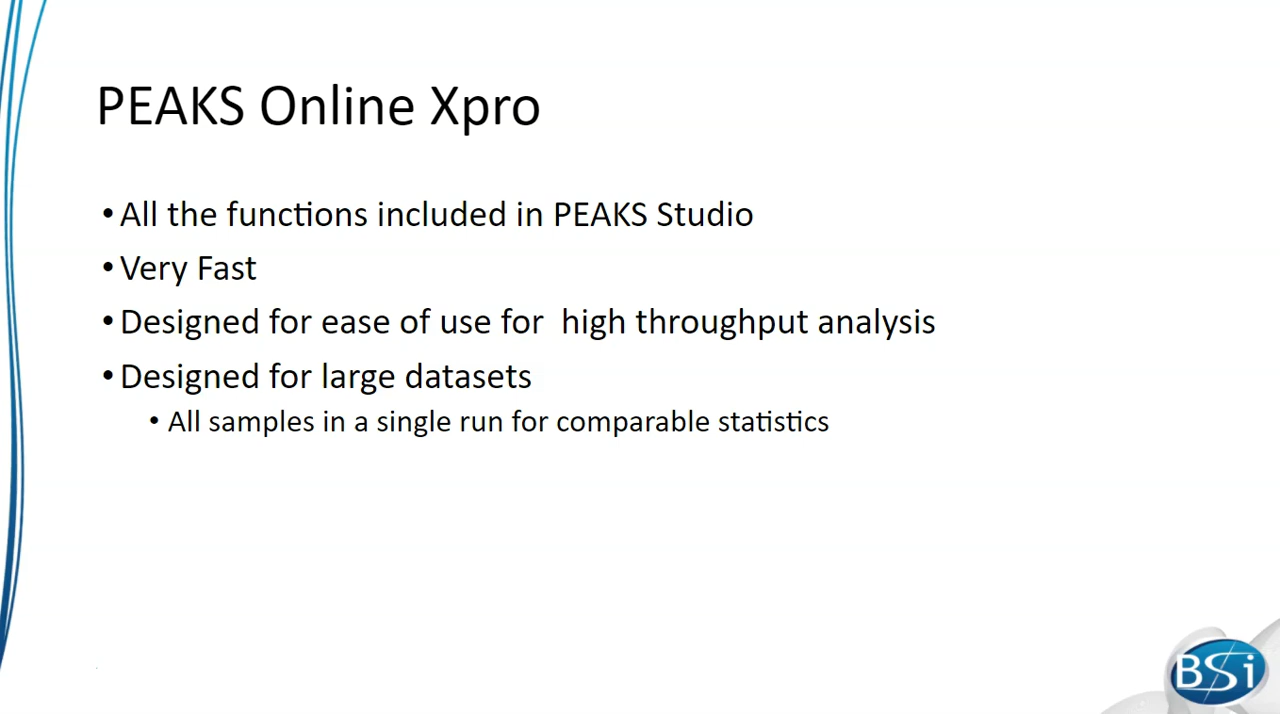 PEAKS Online Xpro
• All the functions included in PEAKS Studio
• Very Fast
• Designed for ease of use for  high throughput analysis
• Designed for large datasets
• All samples in a single run for comparable statistics
BSi